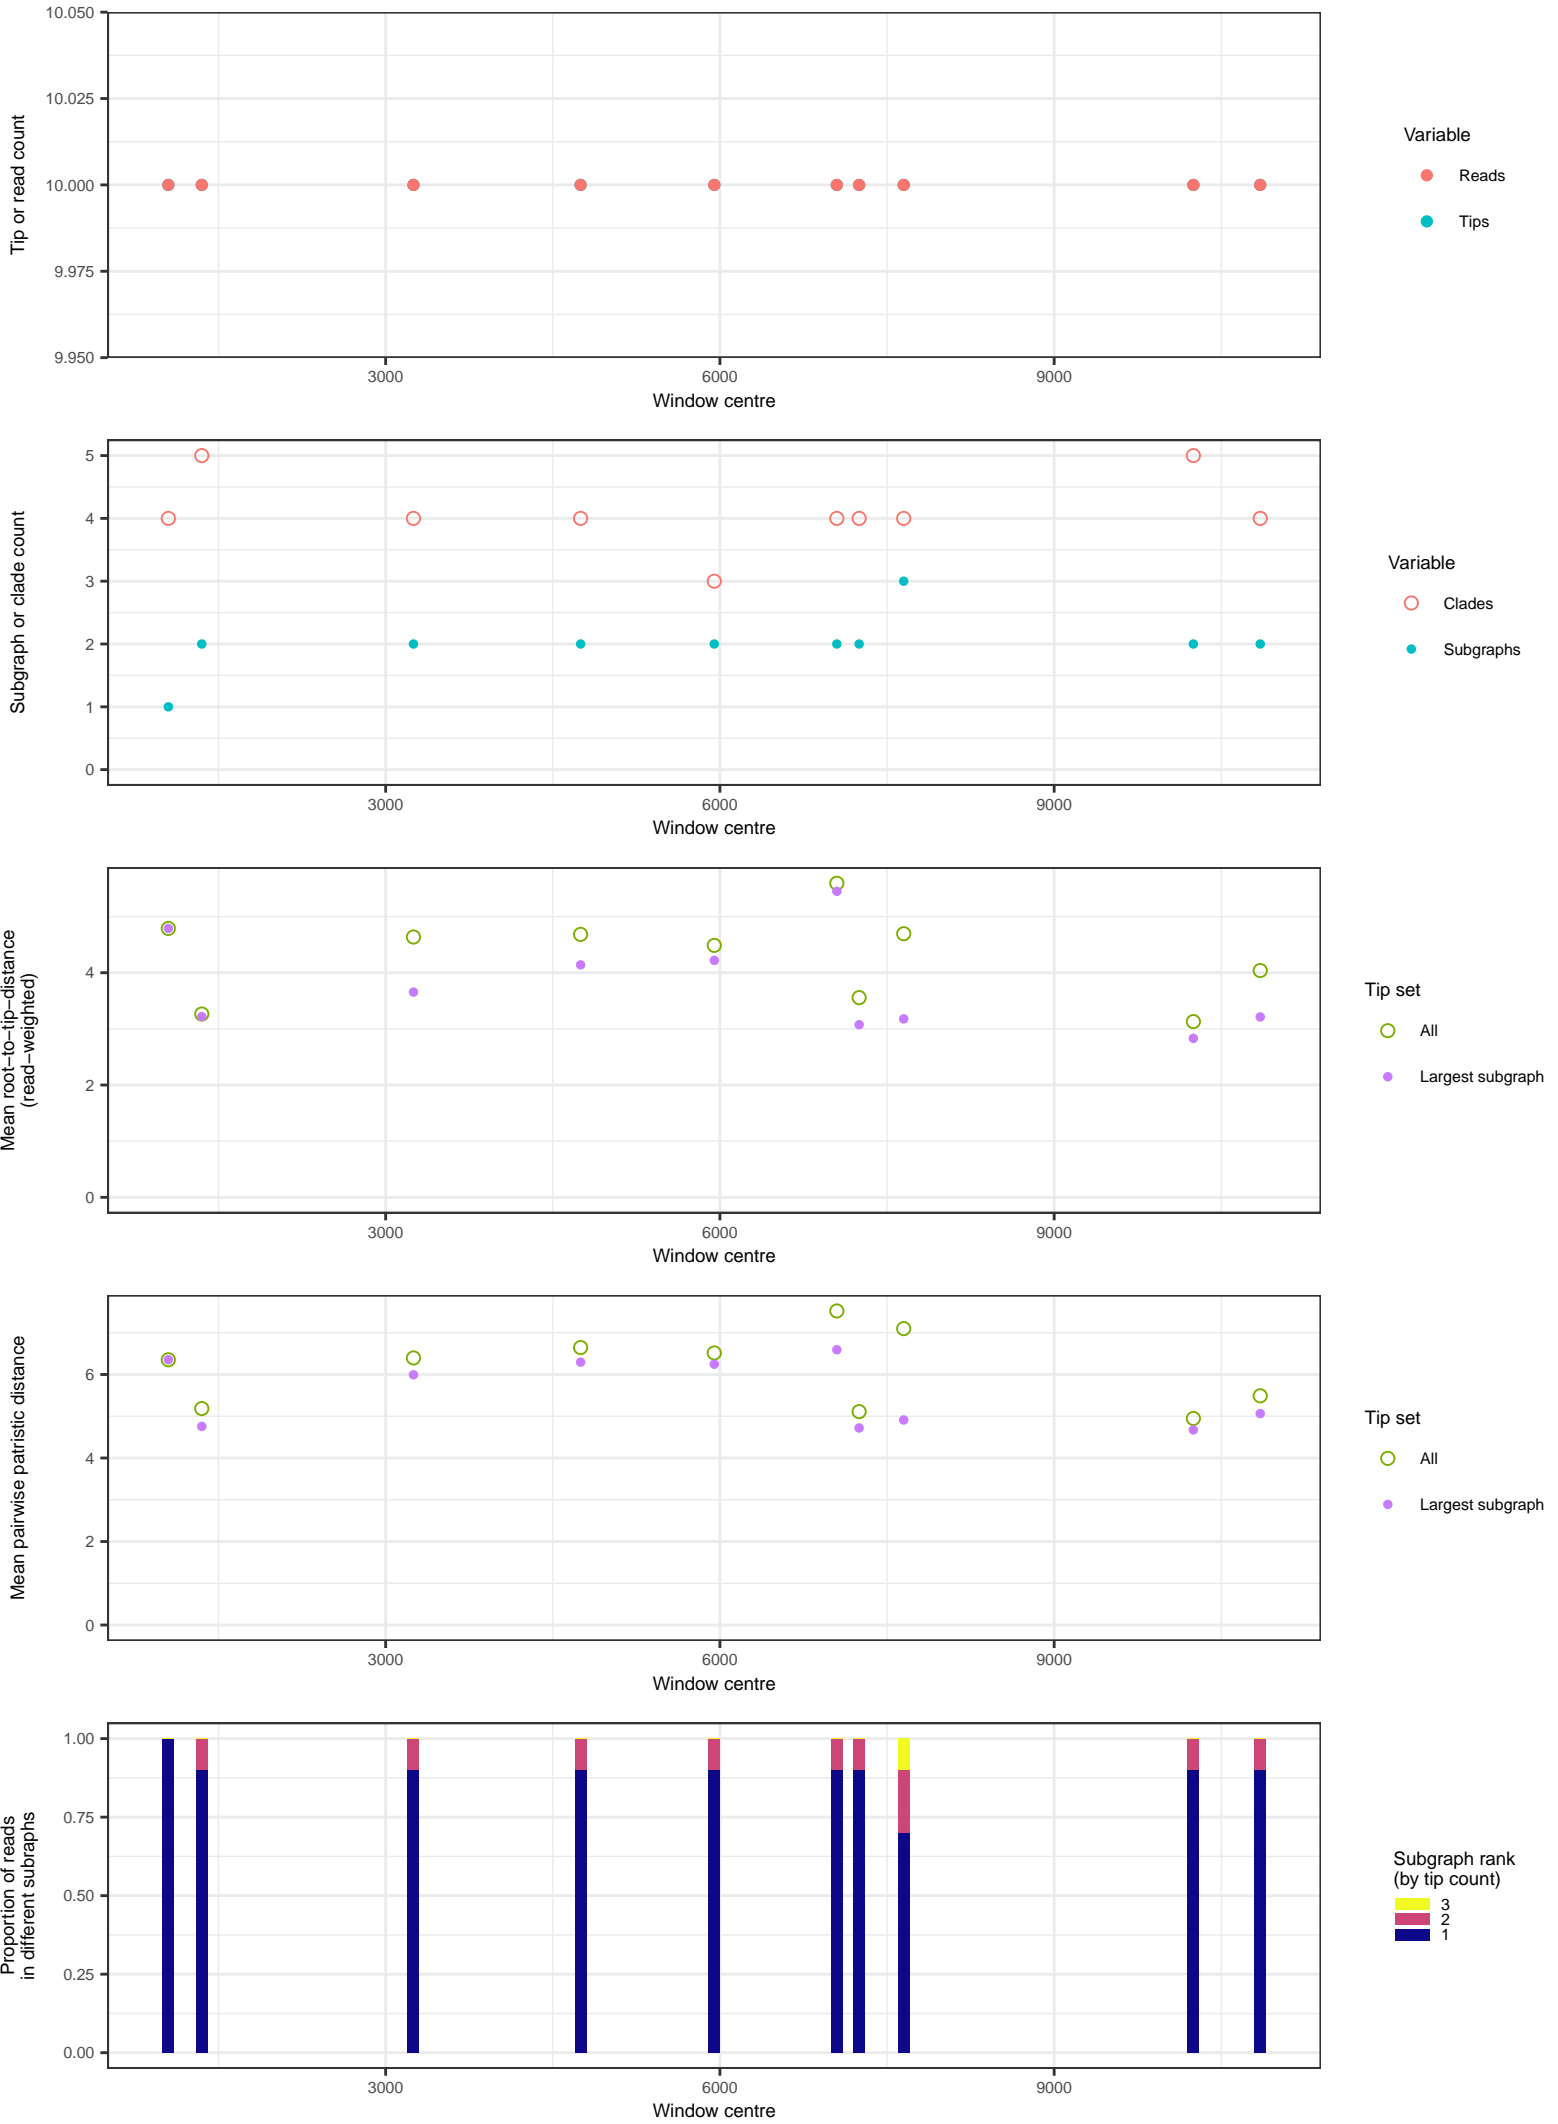 10.050
10.025
10.000
9.975
9.950
Tip or read count
3000 6000 9000
Window centre
Variable
Reads
Tips
5
4
3
2
1
0
Subgraph or clade count
3000 6000 9000
Window centre
Variable
Clades
Subgraphs
4
2
0
Mean root−to−tip−distance
(read−weighted)
3000 6000 9000
Window centre
Tip set
All
Largest subgraph
6
4
2
0
Mean pairwise patristic distance
3000 6000 9000
Window centre
Tip set
All
Largest subgraph
1.00
0.75
0.50
0.25
0.00
Proportion of reads
in different subraphs
3000 6000 9000
Window centre
Subgraph rank
(by tip count)
3
2
1